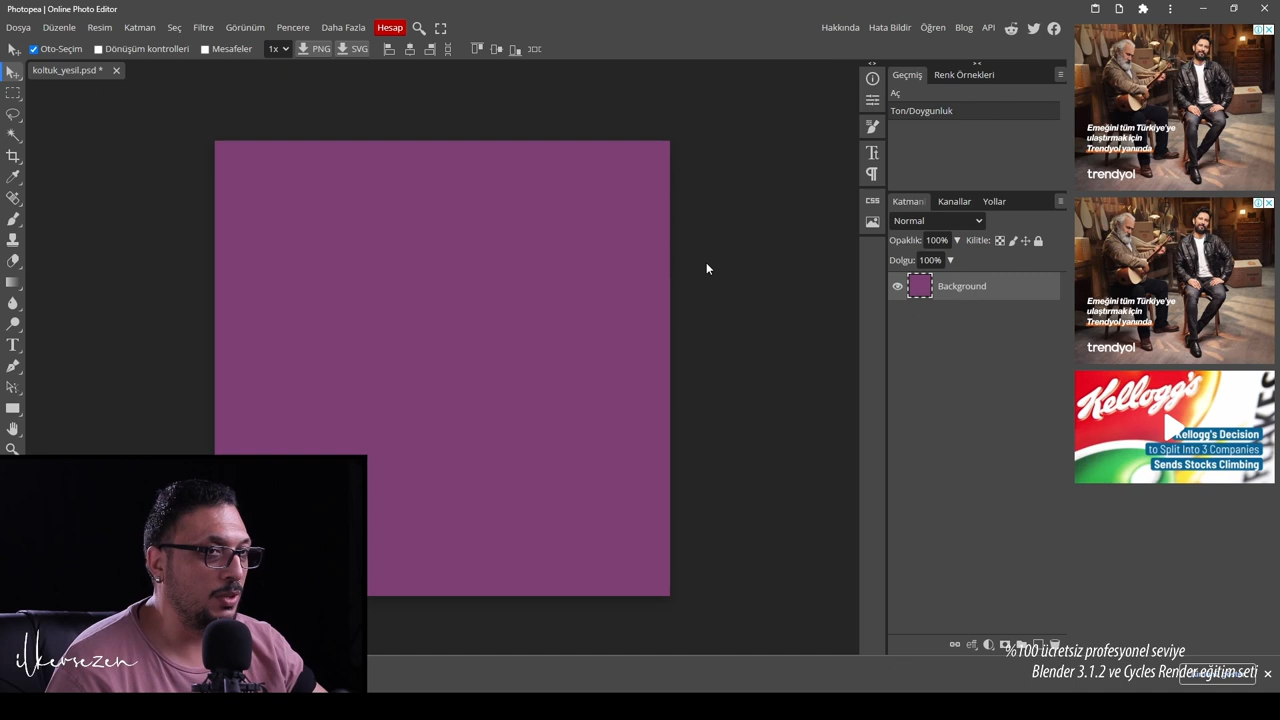 Photopea | Online Photo Editor
Dosya Düzenle Resim Katman Seç Filtre Görünüm Pencere Daha Fazla Hesap
Hakkında Hata Bildir Öğren Blog API
Oto-Seçim Dönüşüm kontrolleri Mesafeler 1x PNG SVG
koltuk_yesil.psd *
Geçmiş Renk Örnekleri
Aç
Ton/Doygunluk
CSS
Katmanl Kanallar Yollar
Normal
Opaklık: 100% Kilitle:
Dolgu: 100%
Background
Emeğini tüm Türkiye'ye
ulaştırmak için
Trendyol yanında
trendyol
Emeğini tüm Türkiye'ye
ulaştırmak için
Trendyol yanında
trendyol
Kellogg's
Kellogg's Decision
to Split Into 3 Companies
Sends Stocks Climbing
ilkersezen
%100 ücretsiz profesyonel seviye
Blender 3.1.2 ve Cycles Render eğitim seti